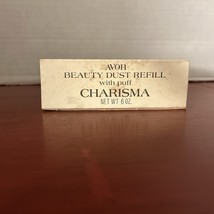 AVON
BEAUTY DUST REFILL
with puff
CHARISMA
NET WT 6 OZ.